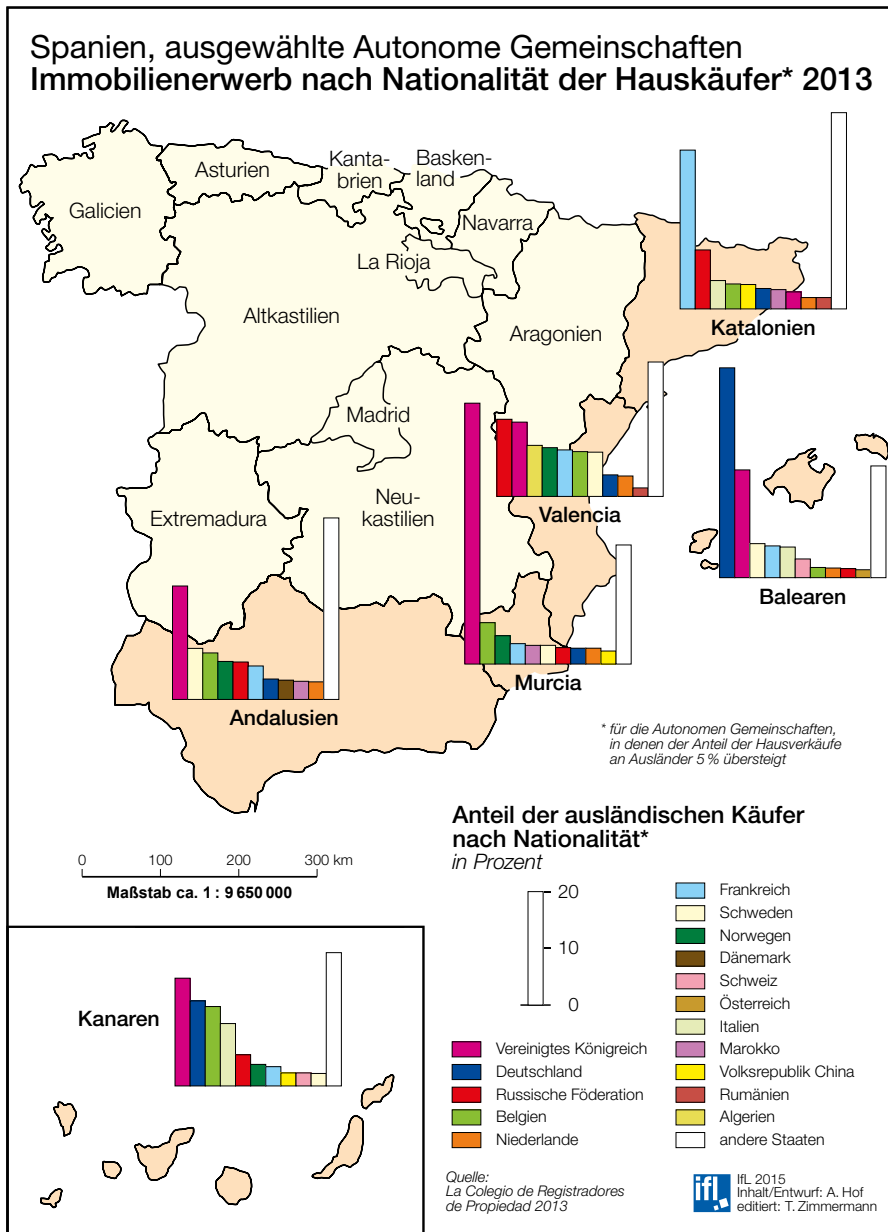 Spanien, ausgewählte Autone Gemeinschaften
Immobilienerwerb nach Nationalität der Hauskäufer* 2013
Galicien
Asturien
Kanta-
brien
Basken-
land
Navarra
La Rioja
Altkastilien
Aragonien
Katalonien
Madrid
Extremadura
Neu-
kastilien
Valencia
Balearen
Murcia
Andalusien
* für die Autonomen Gemeinschaften,
in denen der Anteil der Hausverkäufe
an Ausländer 5 % übersteigt
Anteil der ausländischen Käufer
nach Nationalität*
in Prozent
0 100 200 300 km
Maßstab ca. 1 : 9 650 000
20
10
0
Vereinigtes Königreich
Deutschland
Russische Föderation
Belgien
Niederlande
Frankreich
Schweden
Norwegen
Dänemark
Schweiz
Österreich
Italien
Marokko
Volksrepublik China
Rumänien
Algerien
andere Staaten
Kanaren
Quelle:
La Colegio de Registradores
de Propiedad 2013
ifl
IfL 2015
Inhalt/Entwurf: A. Hof
editiert: T. Zimmermann